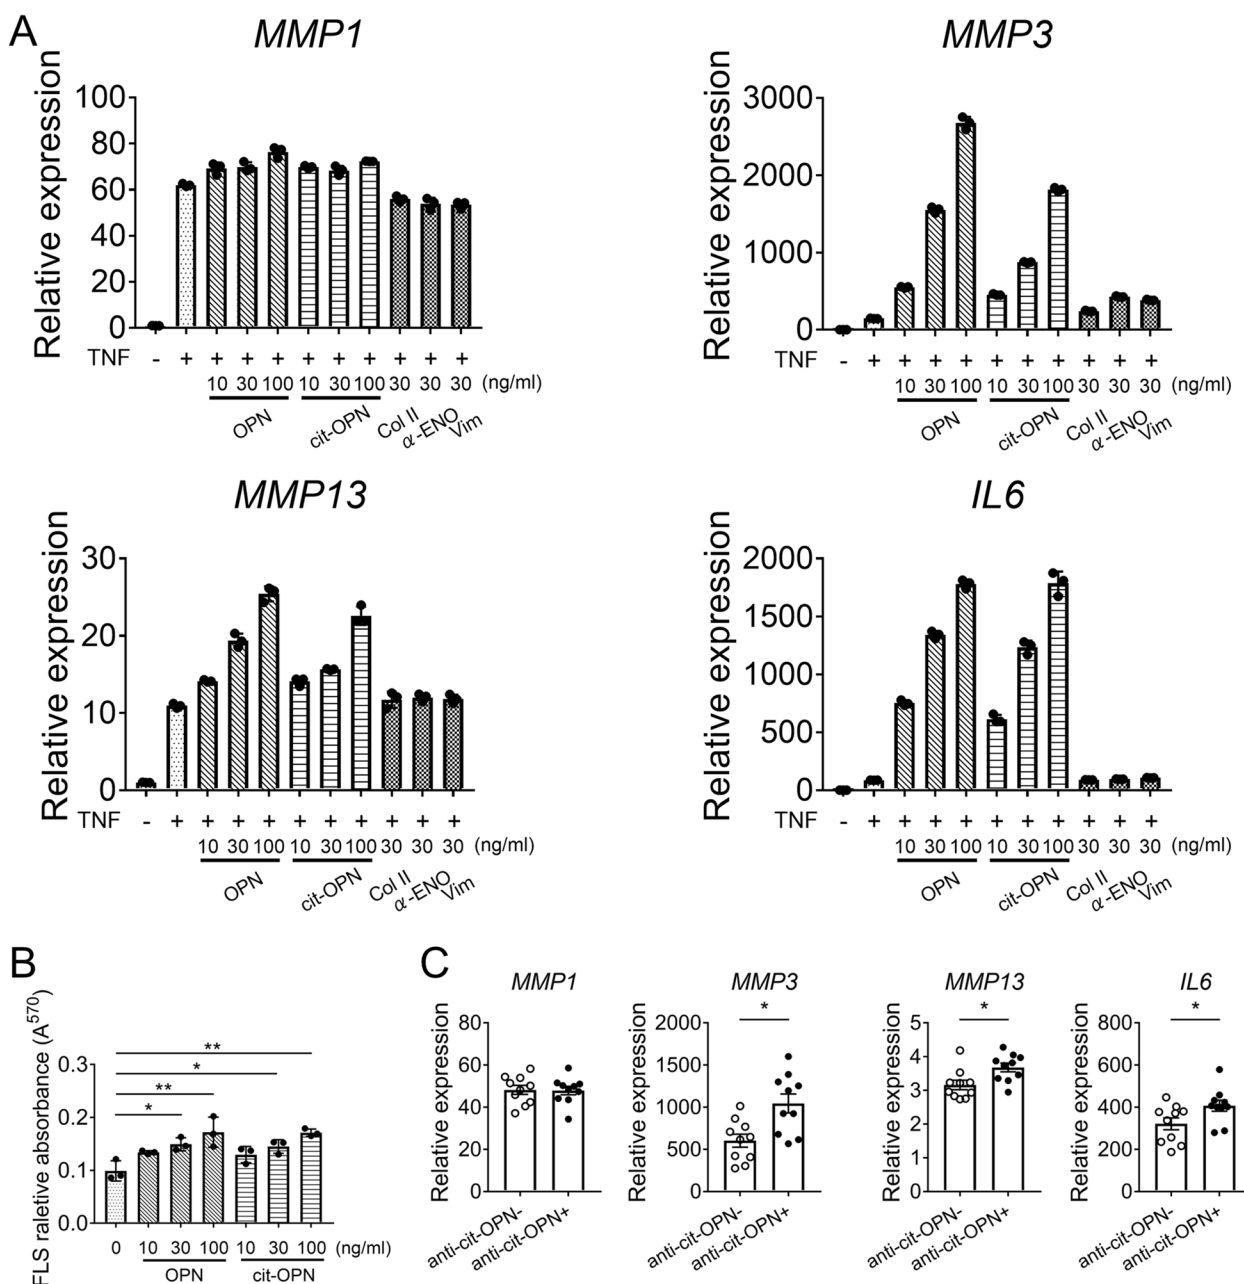 A
MMP1
Relative expression
100
80
60
40
20
0
TNF - + + + + + + + + + +
10 30 100 10 30 100 30 30 30 (ng/ml)
OPN cit-OPN Col II α-ENO Vim
MMP3
Relative expression
3000
2000
1000
0
TNF - + + + + + + + + + +
10 30 100 10 30 100 30 30 30 (ng/ml)
OPN cit-OPN Col II α-ENO Vim
MMP13
Relative expression
30
20
10
0
TNF - + + + + + + + + + +
10 30 100 10 30 100 30 30 30 (ng/ml)
OPN cit-OPN Col II α-ENO Vim
IL6
Relative expression
2000
1500
1000
500
0
TNF - + + + + + + + + + +
10 30 100 10 30 100 30 30 30 (ng/ml)
OPN cit-OPN Col II α-ENO Vim
B
FLS raletive absorbance (A570)
0.3
0.2
0.1
0.0
**
*
**
*
0 10 30 100 10 30 100 (ng/ml)
OPN cit-OPN
C
MMP1
Relative expression
80
60
40
20
0
anti-cit-OPN- anti-cit-OPN+
MMP3
*
Relative expression
2000
1500
1000
500
0
anti-cit-OPN- anti-cit-OPN+
MMP13
*
Relative expression
5
4
3
2
1
0
anti-cit-OPN- anti-cit-OPN+
IL6
*
Relative expression
800
600
400
200
0
anti-cit-OPN- anti-cit-OPN+